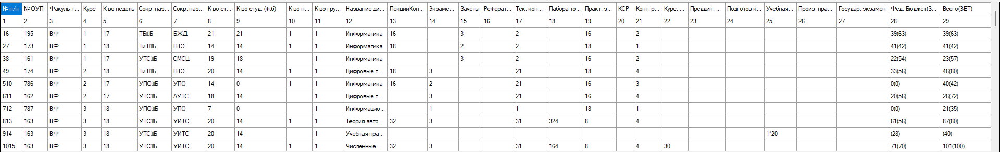 № п/п № ОУП Факуль-т... Курс К-во недель Сокр. наз... Сокр. наз... К-во ст... К-во студ. (ф.б) К-во п... К-во гру... Название ди... ЛекцииКон... Экзаме... Зачеты Реферат... Тек. кон... Лабора-то... Практ. з... КСР Конт. р... Курс. ... Преддип. ... Подготов-к... Учебная... Произ. пра... Государ. экзамен Фед. Бюджет(З... Всего(ЗЕТ)
1 2 3 4 5 6 7 8 9 10 11 12 13 14 15 16 17 18 19 20 21 22 23 24 25 26 27 28 29
16 195 ВФ 1 17 ТБШБ БЖД 21 21 1 1 Информатика 16 3 2 16 2 39(63) 39(63)
27 173 ВФ 1 18 ТиТШБ ПТЭ 14 14 1 1 Информатика 18 2 2 18 1 41(42) 41(42)
38 161 ВФ 1 17 УТСШБ СМСЦ 19 18 1 Информатика 3 2 16 2 22(54) 23(57)
49 174 ВФ 2 18 ТиТШБ ПТЭ 20 14 1 1 Цифровые т... 18 3 21 18 4 33(56) 46(80)
510 786 ВФ 2 17 УПОШБ УПО 14 0 1 1 Информатика 16 2 21 16 3 0(0) 40(42)
611 162 ВФ 2 17 УТСШБ АУТС 18 14 1 Цифровые т... 3 21 16 4 20(56) 26(72)
712 787 ВФ 3 18 УПОШБ УПО 7 0 1 Информацио... 1 1 18 1 0(0) 21(35)
813 163 ВФ 3 18 УТСШБ УИТС 20 14 1 1 Теория авто... 32 3 31 324 8 4 61(56) 87(80)
914 163 ВФ 3 18 УТСШБ УИТС 20 14 1 Учебная пра... 1*20 (28) (40)
1015 163 ВФ 3 18 УТСШБ УИТС 20 14 1 1 Численные ... 32 3 31 164 8 4 30 71(70) 101(100)